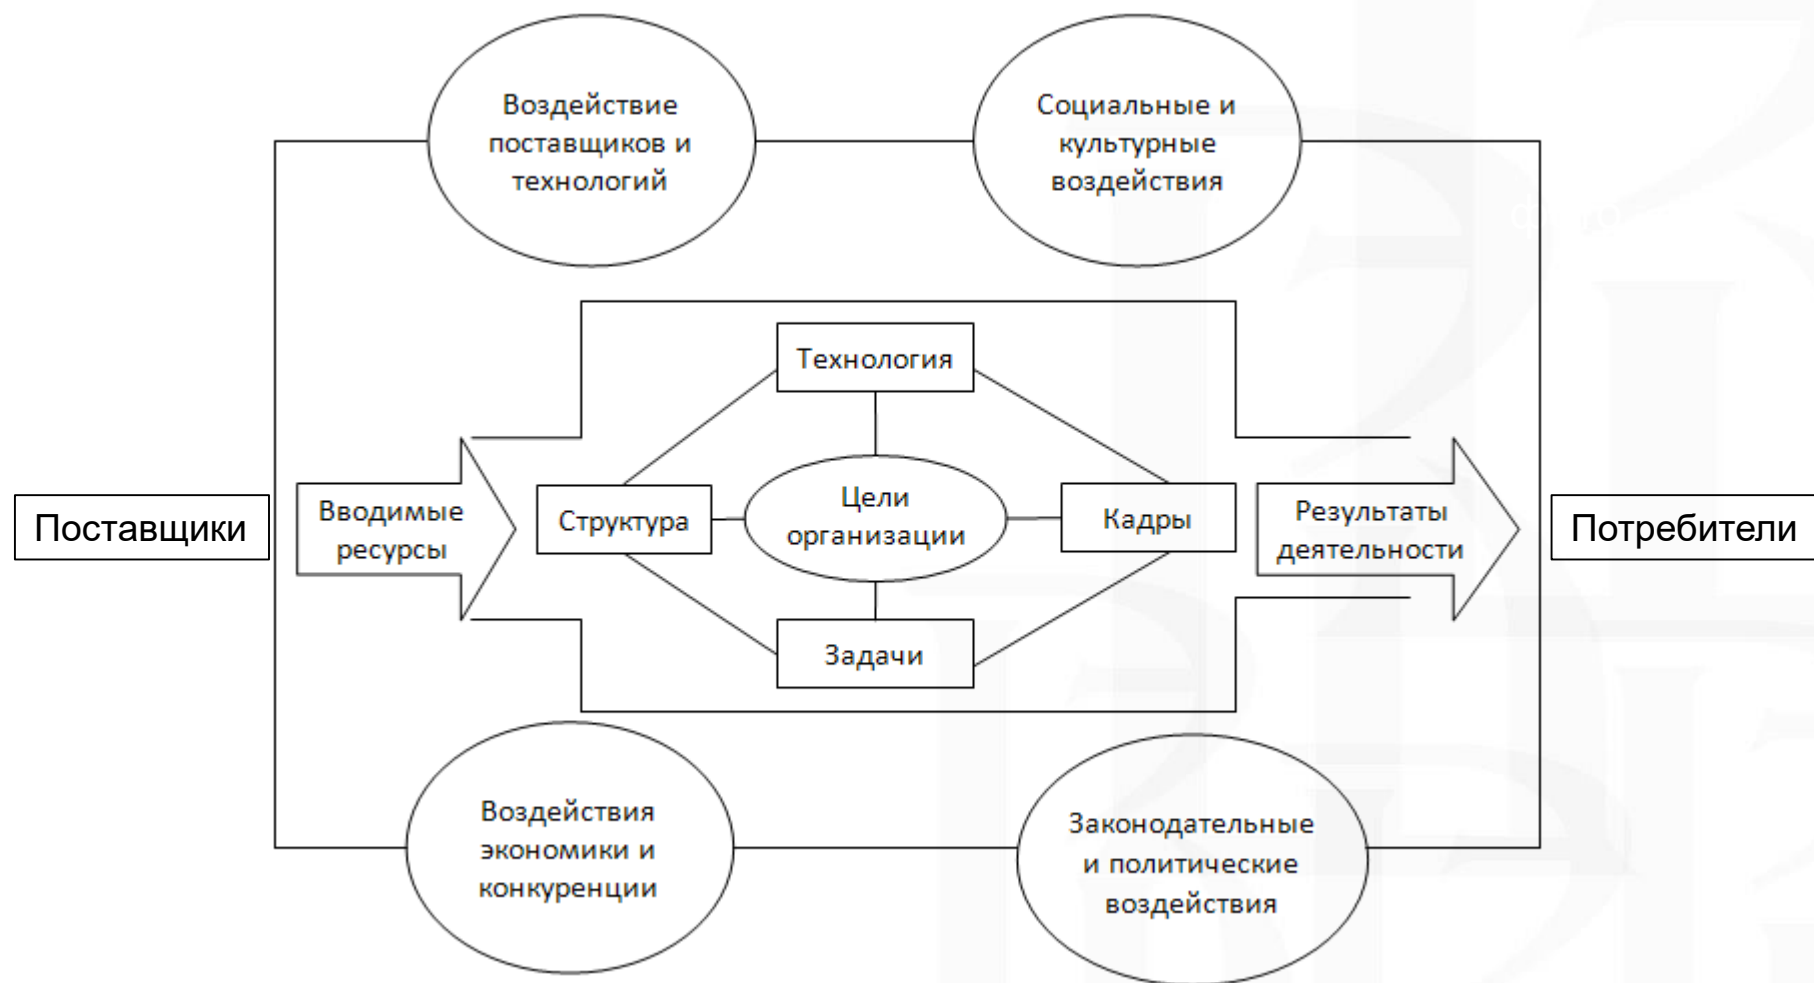 Воздействие
поставщиков и
технологий
Социальные и
культурные
воздействия
Технология
Поставщики
Вводимые
ресурсы
Структура
Цели
организации
Кадры
Результаты
деятельности
Потребители
Задачи
Воздействия
экономики и
конкуренции
Законодательные
и политические
воздействия